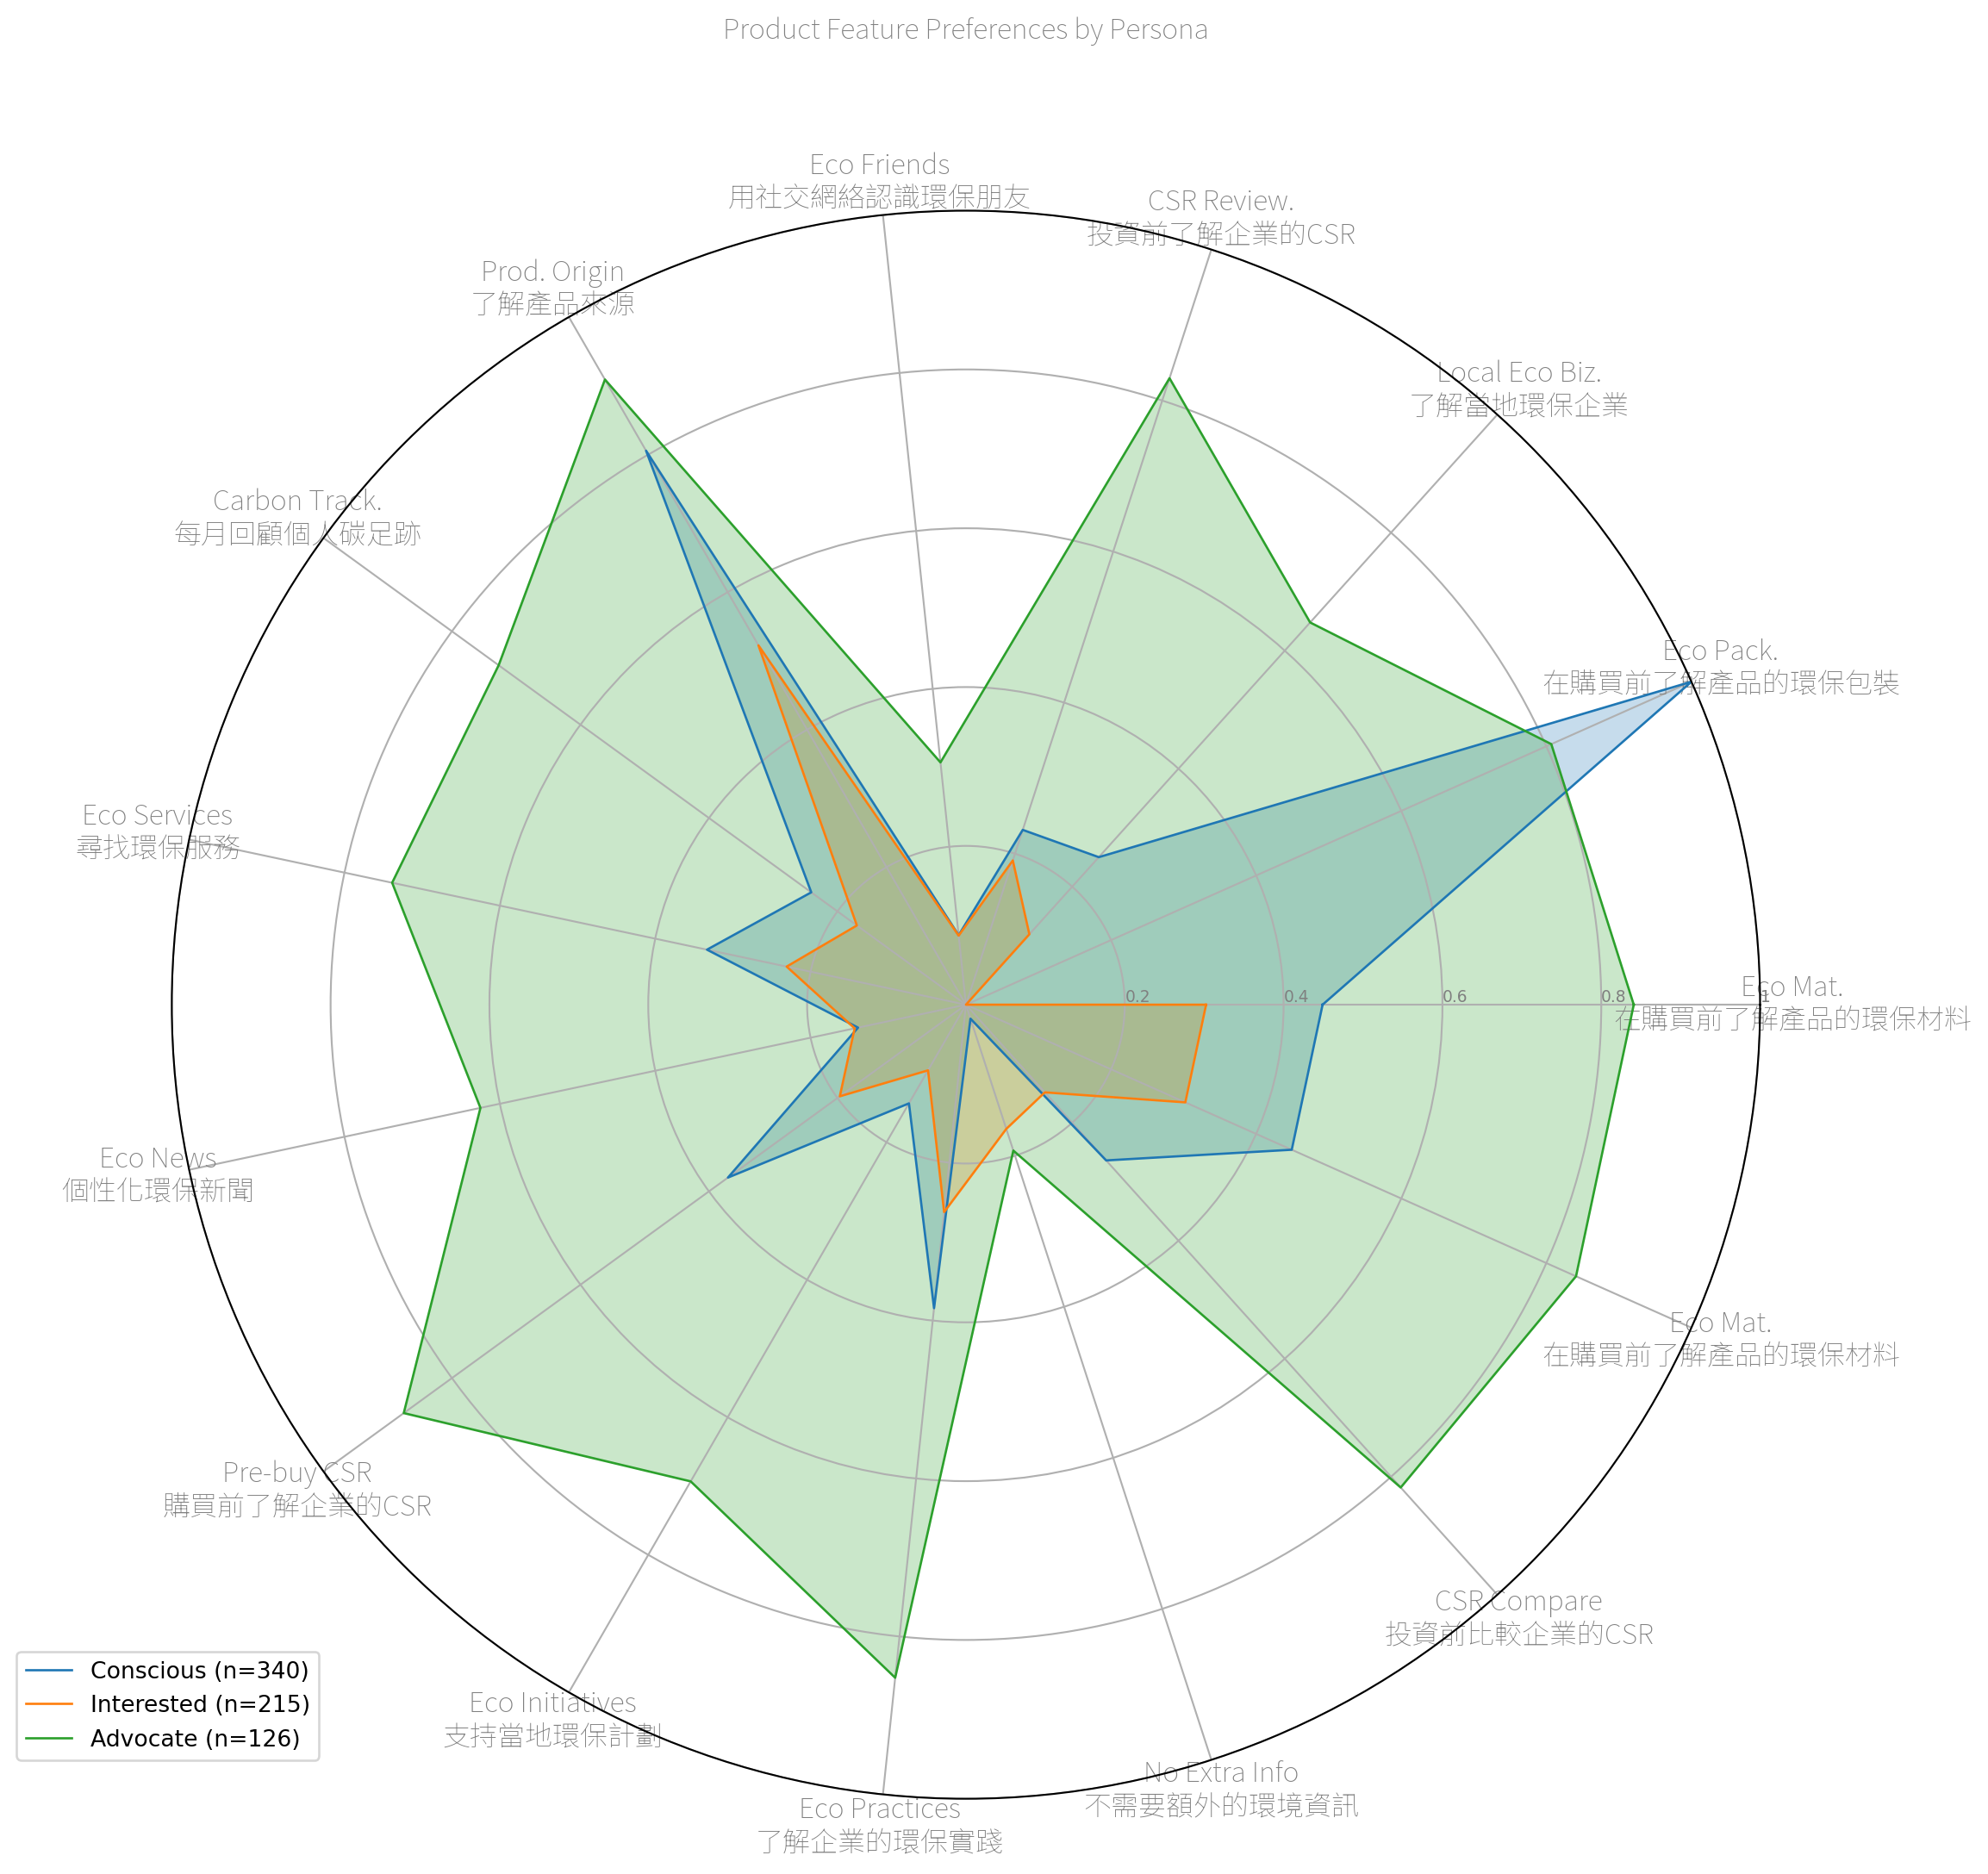 Product Feature Preferences by Persona
Eco Friends
用社交網絡認識環保朋友
CSR Review.
投資前了解企業的CSR
Prod. Origin
了解產品來源
Local Eco Biz.
了解當地環保企業
Carbon Track.
每月回顧個人碳足跡
Eco Pack.
在購買前了解產品的環保包裝
Eco Services
尋找環保服務
Eco Mat.
在購買前了解產品的環保材料
0.2
0.4
0.6
0.8
1
Eco News
個性化環保新聞
Eco Mat.
在購買前了解產品的環保材料
Pre-buy CSR
購買前了解企業的CSR
CSR Compare
投資前比較企業的CSR
Eco Initiatives
支持當地環保計劃
No Extra Info
不需要額外的環境資訊
Eco Practices
了解企業的環保實踐
Conscious (n=340)
Interested (n=215)
Advocate (n=126)